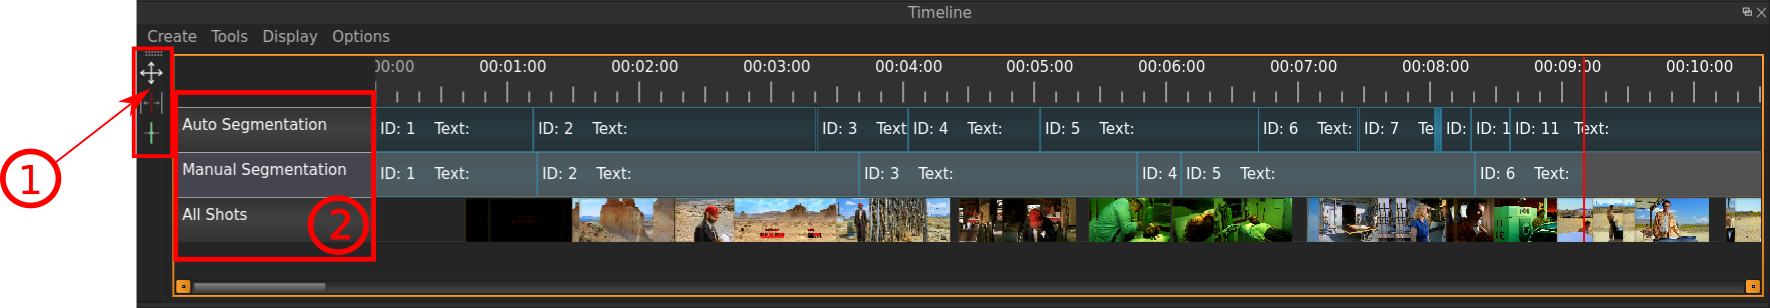 Timeline
Create Tools Display Options
00:00 00:01:00 00:02:00 00:03:00 00:04:00 00:05:00 00:06:00 00:07:00 00:08:00 00:09:00 00:10:00
Auto Segmentation ID: 1 Text: ID: 2 Text: ID: 3 Text ID: 4 Text: ID: 5 Text: ID: 6 Text: ID: 7 Te ID: ID: 1 ID: 11 Text:
1
Manual Segmentation ID: 1 Text: ID: 2 Text: ID: 3 Text: ID: 4 ID: 5 Text: ID: 6 Text:
All Shots
2